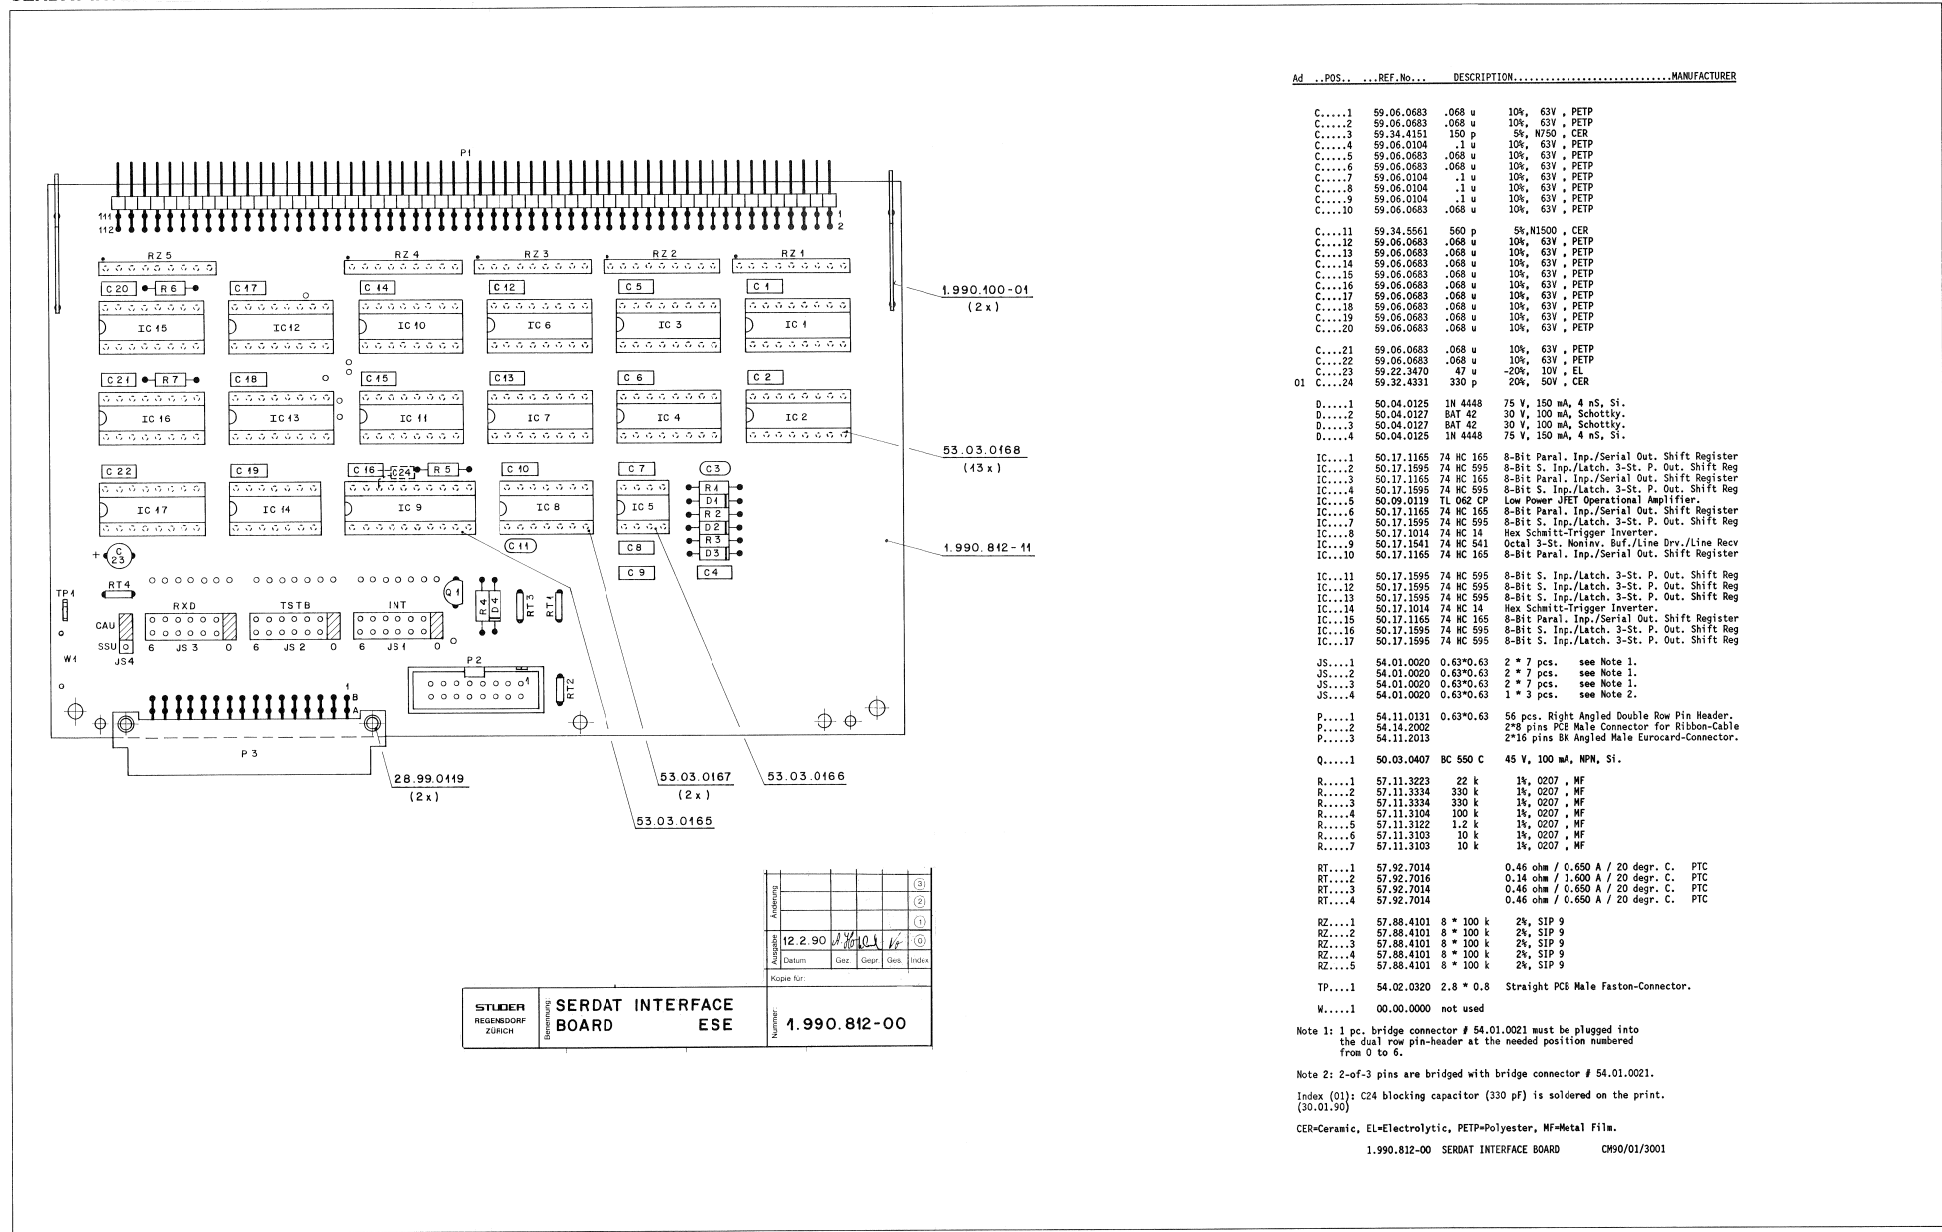 P1
111
112
1
2
RZ 5
RZ 4
RZ 3
RZ 2
RZ 1
C 20
R 6
C 17
C 14
C 12
C 5
C 1
IC 15
IC 12
IC 10
IC 6
IC 3
IC 1
1.990.100-01
(2x)
C 21
R 7
C 18
C 15
C 13
C 6
C 2
IC 16
IC 13
IC 11
IC 7
IC 4
IC 2
53.03.0168
(13x)
C 22
C 19
C 16
C24
R 5
C 10
C 7
C 3
IC 17
IC 14
IC 9
IC 8
IC 5
R 1
D1
R 2
D2
R 3
D3
C 11
C 8
C 9
C4
1.990.812-11
+
C 23
RT4
TP1
RXD
TSTB
INT
Q1
R4
D4
RT3
RT1
CAU
SSU
JS4
6 JS 3 0
6 JS 2 0
6 JS 1 0
W1
P 2
1
RT2
1
B
A
P 3
28.99.0119
(2x)
53.03.0167
(2x)
53.03.0166
53.03.0165
Änderung
3
2
1
Ausgabe
12.2.90
0
Datum Gez. Gepr. Ges. Index
Kopie für:
STUDER
REGENSDORF
ZÜRICH
Benennung:
SERDAT INTERFACE
BOARD ESE
Nummer:
1.990.812-00
Ad ..POS.. ...REF.No... DESCRIPTION.............................MANUFACTURER
C.....1 59.06.0683 .068 u 10%, 63V , PETP
C.....2 59.06.0683 .068 u 10%, 63V , PETP
C.....3 59.34.4151 150 p 5%, N750 , CER
C.....4 59.06.0104 .1 u 10%, 63V , PETP
C.....5 59.06.0683 .068 u 10%, 63V , PETP
C.....6 59.06.0683 .068 u 10%, 63V , PETP
C.....7 59.06.0104 .1 u 10%, 63V , PETP
C.....8 59.06.0104 .1 u 10%, 63V , PETP
C.....9 59.06.0104 .1 u 10%, 63V , PETP
C....10 59.06.0683 .068 u 10%, 63V , PETP
C....11 59.34.5561 560 p 5%,N1500 , CER
C....12 59.06.0683 .068 u 10%, 63V , PETP
C....13 59.06.0683 .068 u 10%, 63V , PETP
C....14 59.06.0683 .068 u 10%, 63V , PETP
C....15 59.06.0683 .068 u 10%, 63V , PETP
C....16 59.06.0683 .068 u 10%, 63V , PETP
C....17 59.06.0683 .068 u 10%, 63V , PETP
C....18 59.06.0683 .068 u 10%, 63V , PETP
C....19 59.06.0683 .068 u 10%, 63V , PETP
C....20 59.06.0683 .068 u 10%, 63V , PETP
C....21 59.06.0683 .068 u 10%, 63V , PETP
C....22 59.06.0683 .068 u 10%, 63V , PETP
C....23 59.22.3470 47 u -20%, 10V , EL
01 C....24 59.32.4331 330 p 20%, 50V , CER
D.....1 50.04.0125 1N 4448 75 V, 150 mA, 4 nS, Si.
D.....2 50.04.0127 BAT 42 30 V, 100 mA, Schottky.
D.....3 50.04.0127 BAT 42 30 V, 100 mA, Schottky.
D.....4 50.04.0125 1N 4448 75 V, 150 mA, 4 nS, Si.
IC....1 50.17.1165 74 HC 165 8-Bit Paral. Inp./Serial Out. Shift Register
IC....2 50.17.1595 74 HC 595 8-Bit S. Inp./Latch. 3-St. P. Out. Shift Reg
IC....3 50.17.1165 74 HC 165 8-Bit Paral. Inp./Serial Out. Shift Register
IC....4 50.17.1595 74 HC 595 8-Bit S. Inp./Latch. 3-St. P. Out. Shift Reg
IC....5 50.09.0119 TL 062 CP Low Power JFET Operational Amplifier.
IC....6 50.17.1165 74 HC 165 8-Bit Paral. Inp./Serial Out. Shift Register
IC....7 50.17.1595 74 HC 595 8-Bit S. Inp./Latch. 3-St. P. Out. Shift Reg
IC....8 50.17.1014 74 HC 14 Hex Schmitt-Trigger Inverter.
IC....9 50.17.1541 74 HC 541 Octal 3-St. Noninv. Buf./Line Drv./Line Recv
IC...10 50.17.1165 74 HC 165 8-Bit Paral. Inp./Serial Out. Shift Register
IC...11 50.17.1595 74 HC 595 8-Bit S. Inp./Latch. 3-St. P. Out. Shift Reg
IC...12 50.17.1595 74 HC 595 8-Bit S. Inp./Latch. 3-St. P. Out. Shift Reg
IC...13 50.17.1595 74 HC 595 8-Bit S. Inp./Latch. 3-St. P. Out. Shift Reg
IC...14 50.17.1014 74 HC 14 Hex Schmitt-Trigger Inverter.
IC...15 50.17.1165 74 HC 165 8-Bit Paral. Inp./Serial Out. Shift Register
IC...16 50.17.1595 74 HC 595 8-Bit S. Inp./Latch. 3-St. P. Out. Shift Reg
IC...17 50.17.1595 74 HC 595 8-Bit S. Inp./Latch. 3-St. P. Out. Shift Reg
JS....1 54.01.0020 0.63*0.63 2 * 7 pcs. see Note 1.
JS....2 54.01.0020 0.63*0.63 2 * 7 pcs. see Note 1.
JS....3 54.01.0020 0.63*0.63 2 * 7 pcs. see Note 1.
JS....4 54.01.0020 0.63*0.63 1 * 3 pcs. see Note 2.
P.....1 54.11.0131 0.63*0.63 56 pcs. Right Angled Double Row Pin Header.
P.....2 54.14.2002 2*8 pins PCB Male Connector for Ribbon-Cable
P.....3 54.11.2013 2*16 pins BK Angled Male Eurocard-Connector.
Q.....1 50.03.0407 BC 550 C 45 V, 100 mA, NPN, Si.
R.....1 57.11.3223 22 k 1%, 0207 , MF
R.....2 57.11.3334 330 k 1%, 0207 , MF
R.....3 57.11.3334 330 k 1%, 0207 , MF
R.....4 57.11.3104 100 k 1%, 0207 , MF
R.....5 57.11.3122 1.2 k 1%, 0207 , MF
R.....6 57.11.3103 10 k 1%, 0207 , MF
R.....7 57.11.3103 10 k 1%, 0207 , MF
RT....1 57.92.7014 0.46 ohm / 0.650 A / 20 degr. C. PTC
RT....2 57.92.7016 0.14 ohm / 1.600 A / 20 degr. C. PTC
RT....3 57.92.7014 0.46 ohm / 0.650 A / 20 degr. C. PTC
RT....4 57.92.7014 0.46 ohm / 0.650 A / 20 degr. C. PTC
RZ....1 57.88.4101 8 * 100 k 2%, SIP 9
RZ....2 57.88.4101 8 * 100 k 2%, SIP 9
RZ....3 57.88.4101 8 * 100 k 2%, SIP 9
RZ....4 57.88.4101 8 * 100 k 2%, SIP 9
RZ....5 57.88.4101 8 * 100 k 2%, SIP 9
TP....1 54.02.0320 2.8 * 0.8 Straight PCB Male Faston-Connector.
W.....1 00.00.0000 not used
Note 1: 1 pc. bridge connector # 54.01.0021 must be plugged into
the dual row pin-header at the needed position numbered
from 0 to 6.
Note 2: 2-of-3 pins are bridged with bridge connector # 54.01.0021.
Index (01): C24 blocking capacitor (330 pF) is soldered on the print.
(30.01.90)
CER=Ceramic, EL=Electrolytic, PETP=Polyester, MF=Metal Film.
1.990.812-00 SERDAT INTERFACE BOARD CM90/01/3001